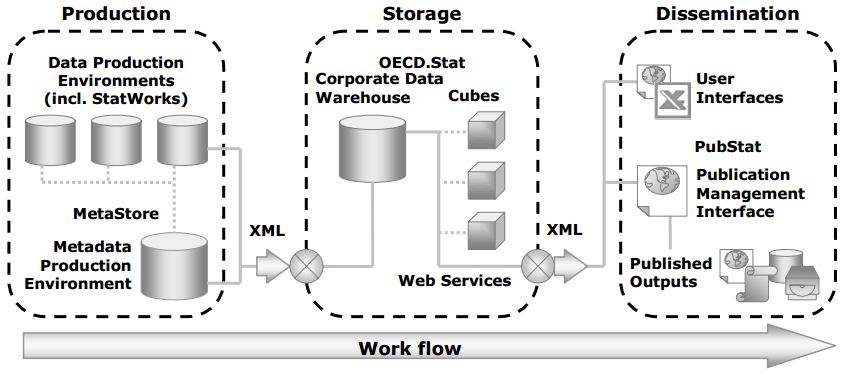 Production
Storage
Dissemination
Data Production
Environments
(incl. StatWorks)
MetaStore
Metadata
Production
Environment
XML
OECD.Stat
Corporate Data
Warehouse
Cubes
Web Services
XML
User
Interfaces
PubStat
Publication
Management
Interface
Published
Outputs
Work flow